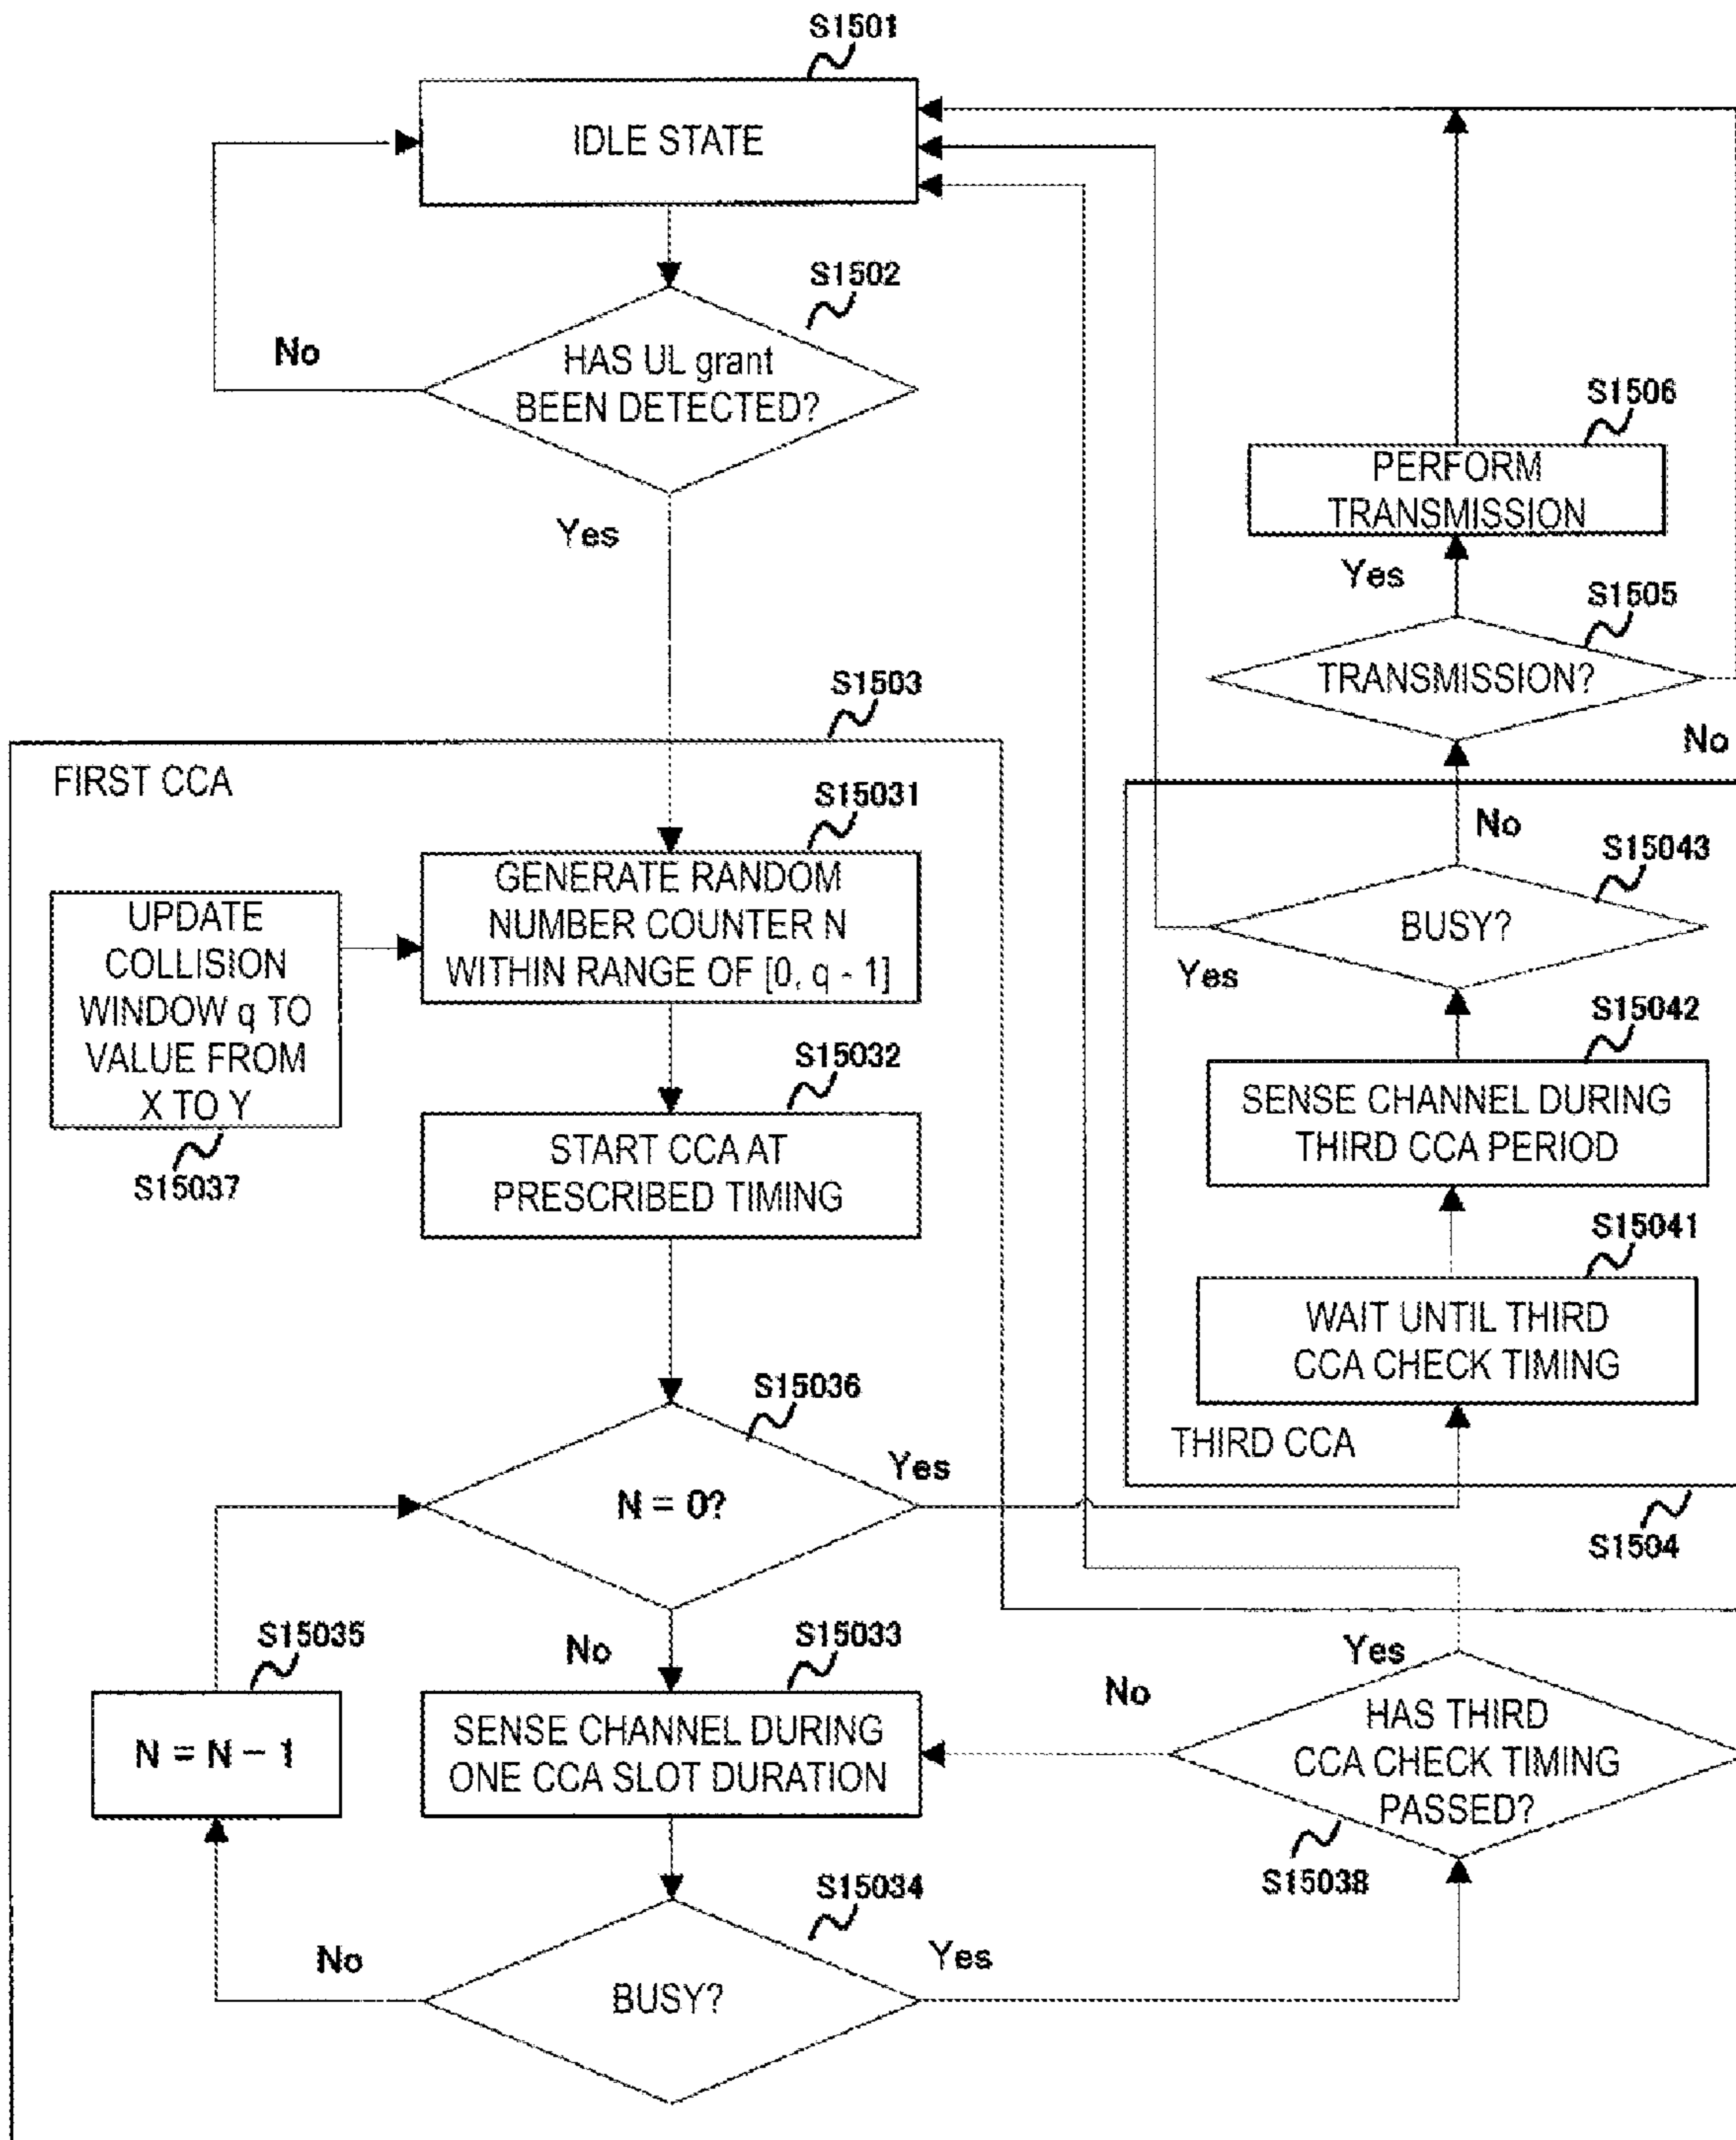 S1501
IDLE STATE
S1502
No
HAS UL grant
BEEN DETECTED?
Yes
S1506
PERFORM
TRANSMISSION
Yes
S1505
TRANSMISSION?
No
S1503
FIRST CCA
S15031
GENERATE RANDOM
NUMBER COUNTER N
WITHIN RANGE OF [0, q - 1]
UPDATE
COLLISION
WINDOW q TO
VALUE FROM
X TO Y
S15037
S15032
START CCA AT
PRESCRIBED TIMING
No
S15043
BUSY?
Yes
S15042
SENSE CHANNEL DURING
THIRD CCA PERIOD
S15041
WAIT UNTIL THIRD
CCA CHECK TIMING
THIRD CCA
S1504
S15036
N = 0?
Yes
No
S15035
N = N – 1
S15033
SENSE CHANNEL DURING
ONE CCA SLOT DURATION
No
Yes
HAS THIRD
CCA CHECK TIMING
PASSED?
S15038
S15034
No
BUSY?
Yes